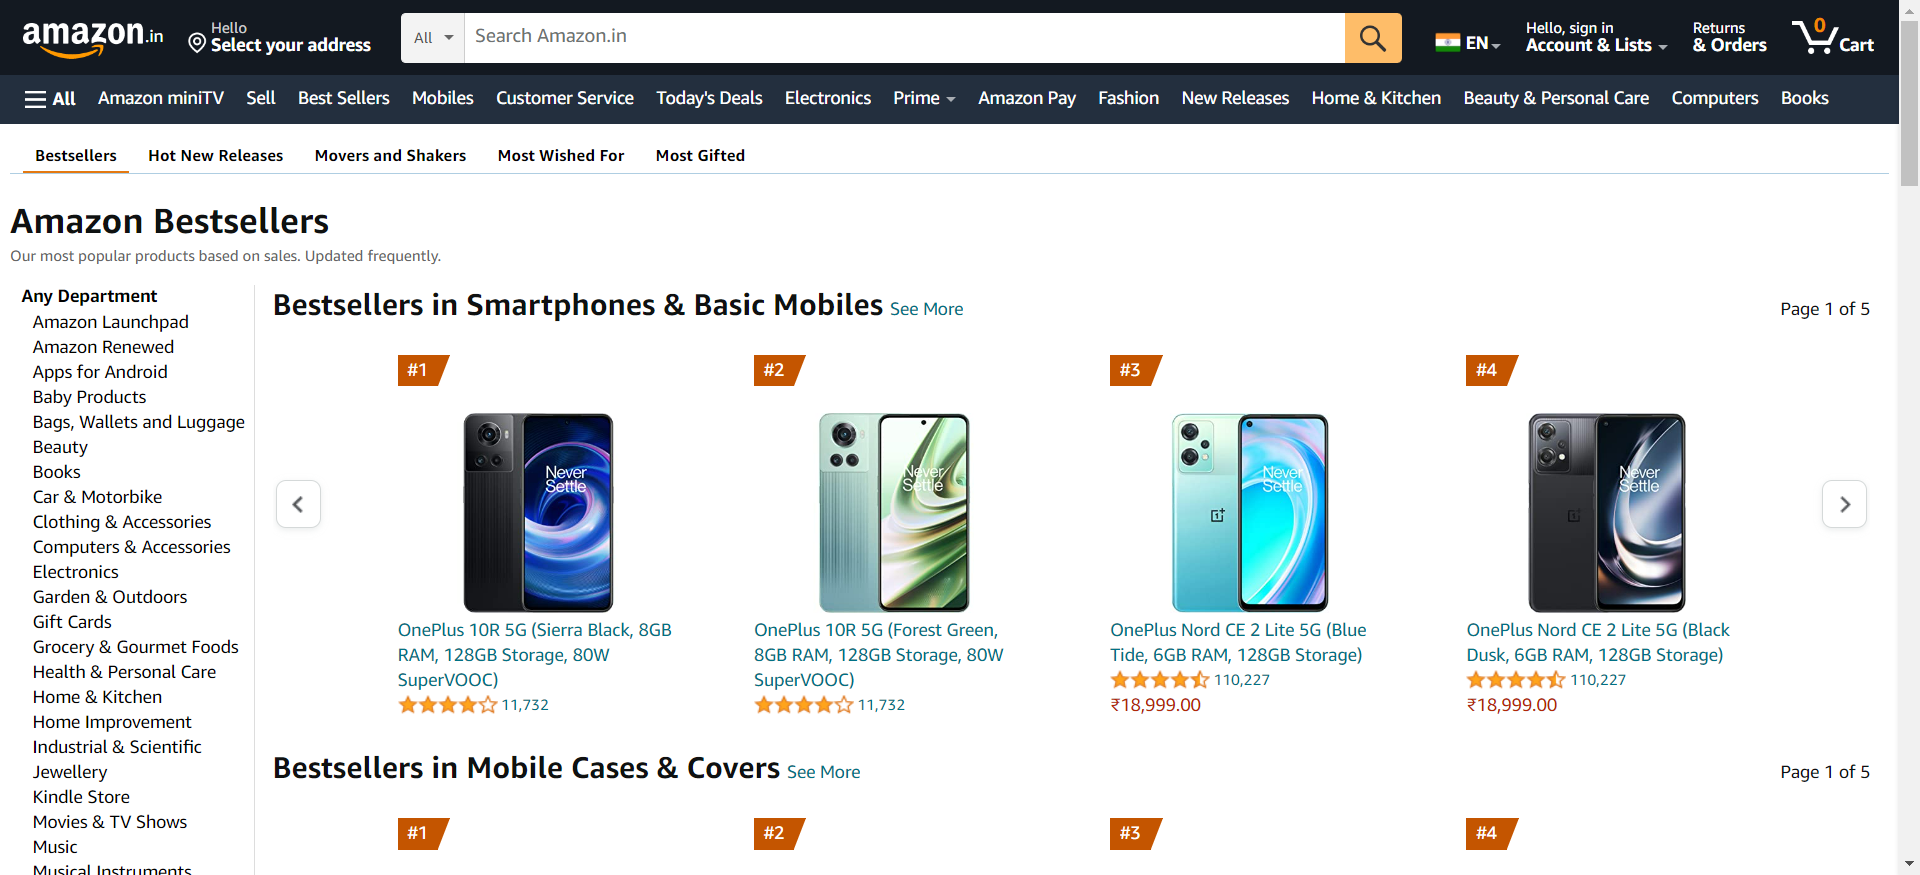 amazon.in
Hello
Select your address
All
Search Amazon.in
EN
Hello, sign in
Account & Lists
Returns
& Orders
0
Cart
All
Amazon miniTV
Sell
Best Sellers
Mobiles
Customer Service
Today's Deals
Electronics
Prime
Amazon Pay
Fashion
New Releases
Home & Kitchen
Beauty & Personal Care
Computers
Books
Bestsellers
Hot New Releases
Movers and Shakers
Most Wished For
Most Gifted
Amazon Bestsellers
Our most popular products based on sales. Updated frequently.
Any Department
Amazon Launchpad
Amazon Renewed
Apps for Android
Baby Products
Bags, Wallets and Luggage
Beauty
Books
Car & Motorbike
Clothing & Accessories
Computers & Accessories
Electronics
Garden & Outdoors
Gift Cards
Grocery & Gourmet Foods
Health & Personal Care
Home & Kitchen
Home Improvement
Industrial & Scientific
Jewellery
Kindle Store
Movies & TV Shows
Music
Musical Instruments
Bestsellers in Smartphones & Basic Mobiles See More
Page 1 of 5
#1
Never
Settle
OnePlus 10R 5G (Sierra Black, 8GB
RAM, 128GB Storage, 80W
SuperVOOC)
11,732
#2
Never
Settle
OnePlus 10R 5G (Forest Green,
8GB RAM, 128GB Storage, 80W
SuperVOOC)
11,732
#3
Never
Settle
OnePlus Nord CE 2 Lite 5G (Blue
Tide, 6GB RAM, 128GB Storage)
110,227
₹18,999.00
#4
Never
Settle
OnePlus Nord CE 2 Lite 5G (Black
Dusk, 6GB RAM, 128GB Storage)
110,227
₹18,999.00
Bestsellers in Mobile Cases & Covers See More
Page 1 of 5
#1
#2
#3
#4